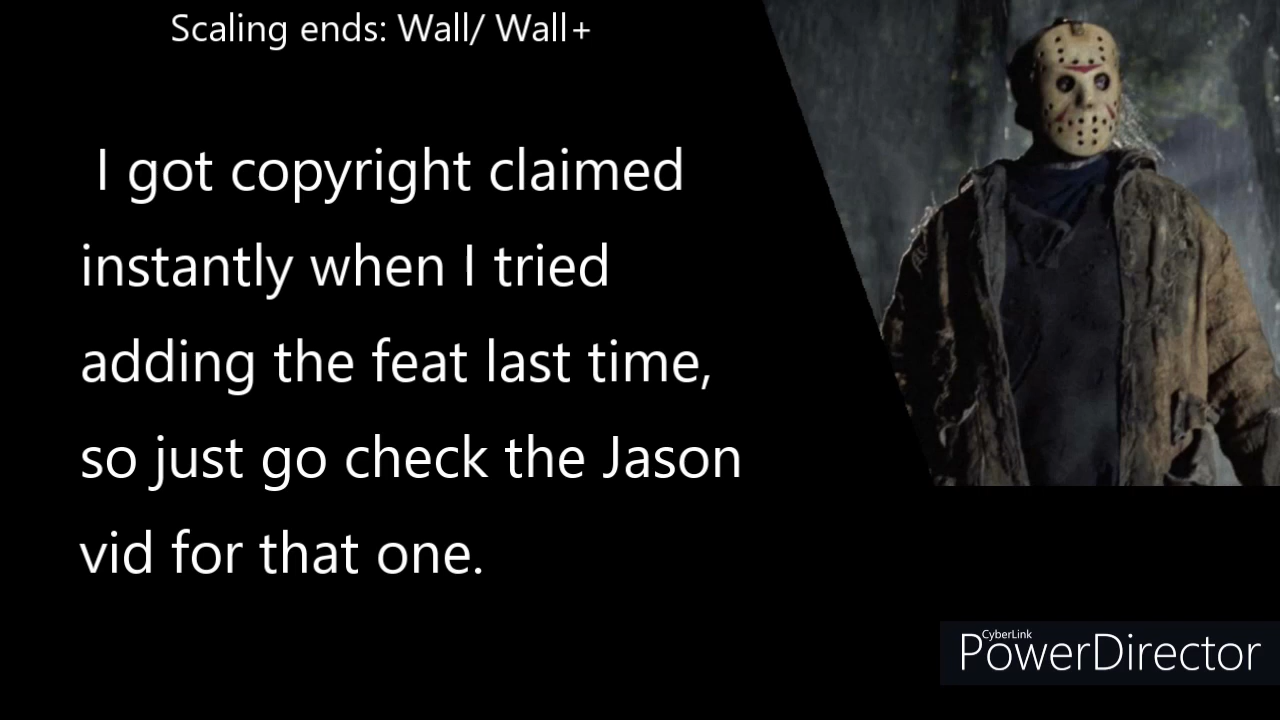 Scaling ends: Wall/ Wall+
I got copyright claimed
instantly when I tried
adding the feat last time,
so just go check the Jason
vid for that one.
CyberLink
PowerDirector